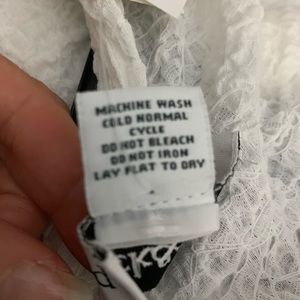 MACHINE WASH
COLD NORMAL
CYCLE
DO NOT BLEACH
DO NOT IRON
LAY FLAT TO DRY